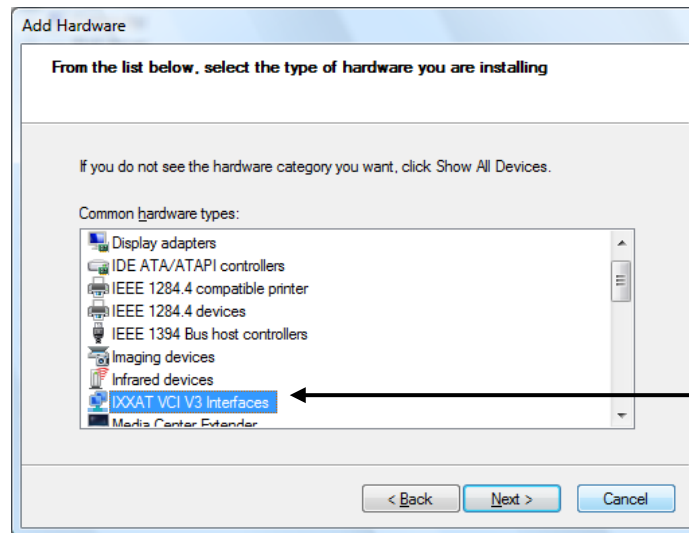 Add Hardware
From the list below, select the type of hardware you are installing
If you do not see the hardware category you want, click Show All Devices.
Common hardware types:
Display adapters
IDE ATA/ATAPI controllers
IEEE 1284.4 compatible printer
IEEE 1284.4 devices
IEEE 1394 Bus host controllers
Imaging devices
Infrared devices
IXXAT VCI V3 Interfaces
Media Center Extender
< Back Next > Cancel